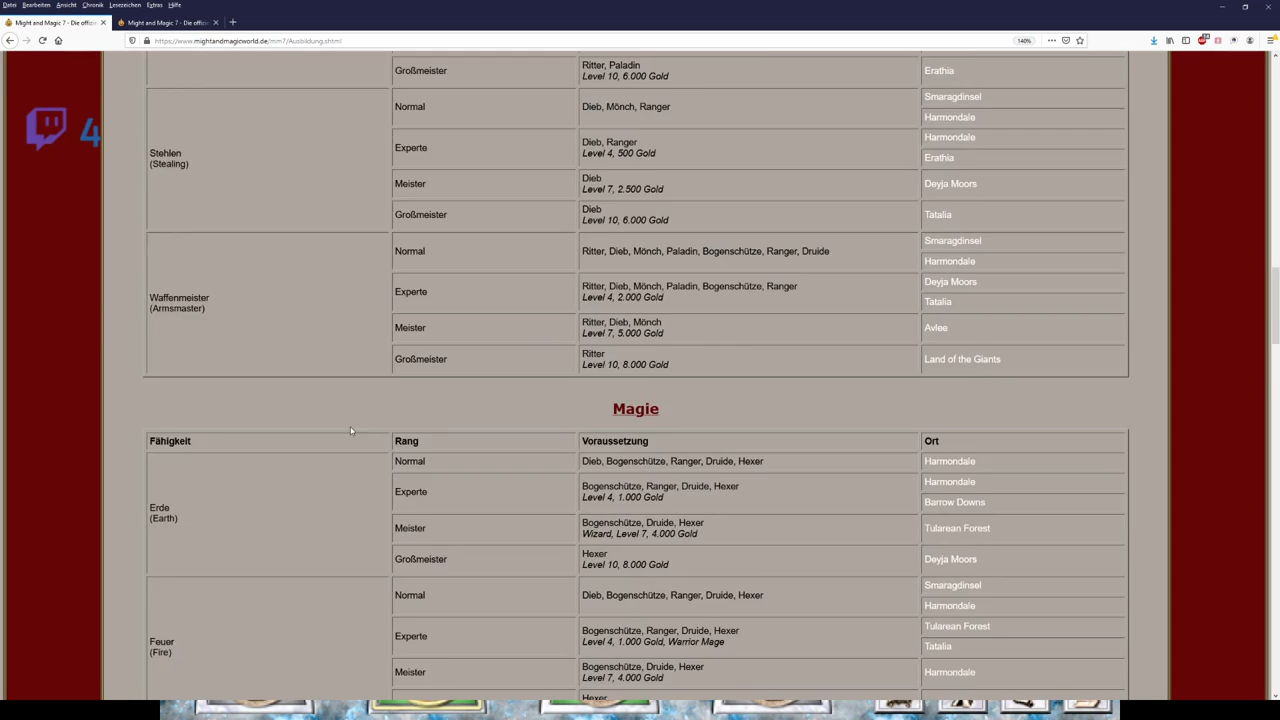 Datei Bearbeiten Ansicht Chronik Lesezeichen Extras Hilfe
Might and Magic 7 - Die offizi
Might and Magic 7 - Die offizi
https://www.mightandmagicworld.de/mm7/Ausbildung.shtml
140%
Großmeister
Ritter, Paladin
Level 10, 6.000 Gold
Erathia
4
Stehlen
(Stealing)
Normal
Dieb, Mönch, Ranger
Smaragdinsel
Harmondale
Experte
Dieb, Ranger
Level 4, 500 Gold
Harmondale
Erathia
Meister
Dieb
Level 7, 2.500 Gold
Deyja Moors
Großmeister
Dieb
Level 10, 6.000 Gold
Tatalia
Waffenmeister
(Armsmaster)
Normal
Ritter, Dieb, Mönch, Paladin, Bogenschütze, Ranger, Druide
Smaragdinsel
Harmondale
Experte
Ritter, Dieb, Mönch, Paladin, Bogenschütze, Ranger
Level 4, 2.000 Gold
Deyja Moors
Tatalia
Meister
Ritter, Dieb, Mönch
Level 7, 5.000 Gold
Avlee
Großmeister
Ritter
Level 10, 8.000 Gold
Land of the Giants
Magie
Fähigkeit Rang Voraussetzung Ort
Erde
(Earth)
Normal
Dieb, Bogenschütze, Ranger, Druide, Hexer
Harmondale
Experte
Bogenschütze, Ranger, Druide, Hexer
Level 4, 1.000 Gold
Harmondale
Barrow Downs
Meister
Bogenschütze, Druide, Hexer
Wizard, Level 7, 4.000 Gold
Tularean Forest
Großmeister
Hexer
Level 10, 8.000 Gold
Deyja Moors
Feuer
(Fire)
Normal
Dieb, Bogenschütze, Ranger, Druide, Hexer
Smaragdinsel
Harmondale
Experte
Bogenschütze, Ranger, Druide, Hexer
Level 4, 1.000 Gold, Warrior Mage
Tularean Forest
Tatalia
Meister
Bogenschütze, Druide, Hexer
Level 7, 4.000 Gold
Harmondale
Hexer